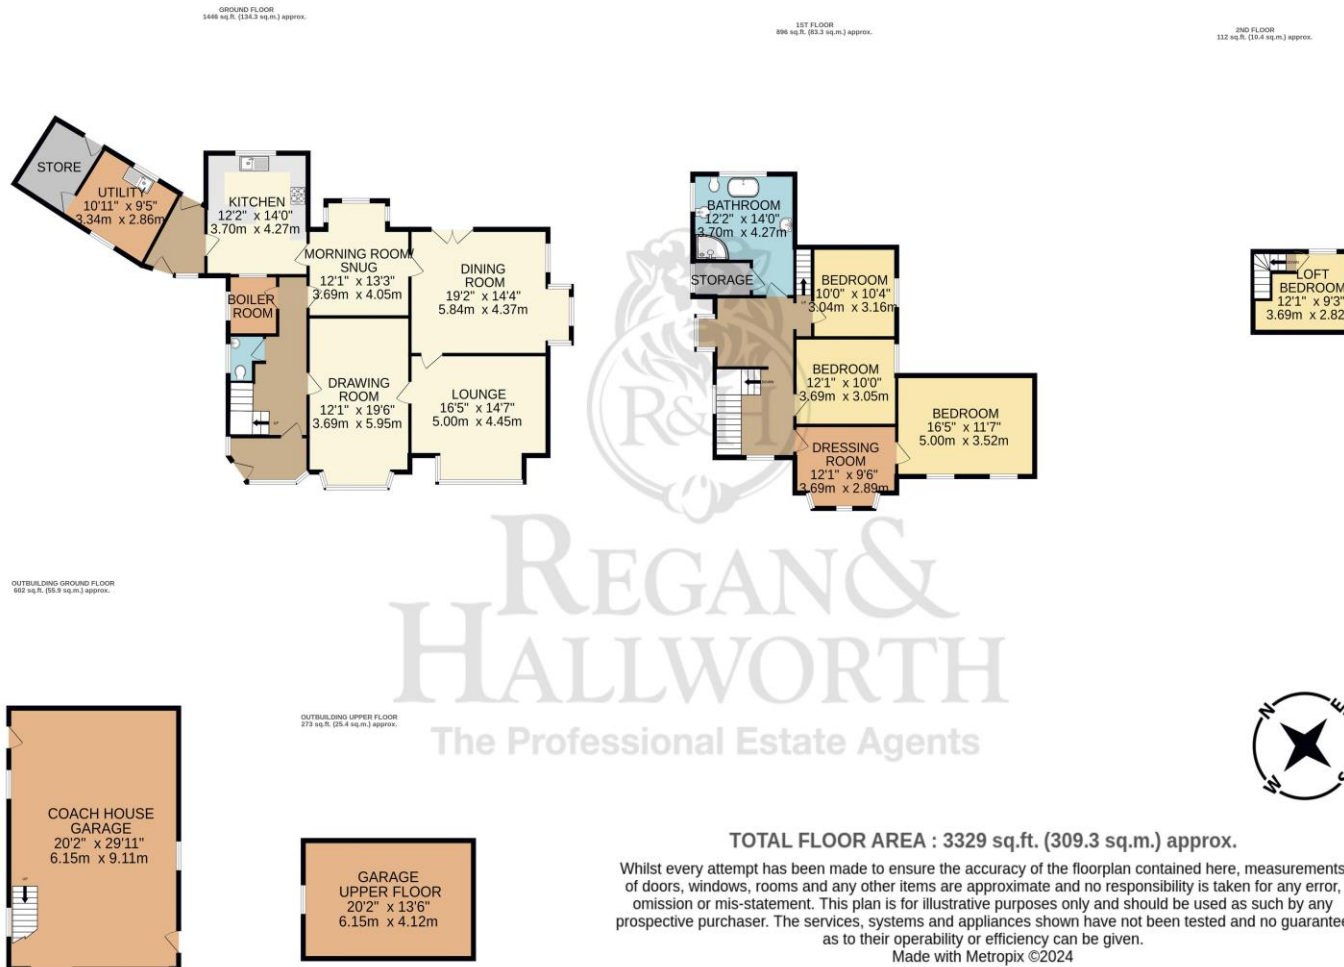 GROUND FLOOR
1446 sq.ft. (134.3 sq.m.) approx.
1ST FLOOR
896 sq.ft. (83.3 sq.m.) approx.
2ND FLOOR
112 sq.ft. (10.4 sq.m.) approx.
STORE
UTILITY
10'11" x 9'5"
3.34m x 2.86m
KITCHEN
12'2" x 14'0"
3.70m x 4.27m
MORNING ROOM/
SNUG
12'1" x 13'3"
3.69m x 4.05m
DINING
ROOM
19'2" x 14'4"
5.84m x 4.37m
BOILER
ROOM
DRAWING
ROOM
12'1" x 19'6"
3.69m x 5.95m
LOUNGE
16'5" x 14'7"
5.00m x 4.45m
UP
BATHROOM
12'2" x 14'0"
3.70m x 4.27m
STORAGE
UP
BEDROOM
10'0" x 10'4"
3.04m x 3.16m
BEDROOM
12'1" x 10'0"
3.69m x 3.05m
DOWN
BEDROOM
16'5" x 11'7"
5.00m x 3.52m
DRESSING
ROOM
12'1" x 9'6"
3.69m x 2.89m
DOWN
LOFT
BEDROOM
12'1" x 9'3"
3.69m x 2.82
R&H
REGAN&
HALLWORTH
The Professional Estate Agents
OUTBUILDING GROUND FLOOR
602 sq.ft. (55.9 sq.m.) approx.
COACH HOUSE
GARAGE
20'2" x 29'11"
6.15m x 9.11m
UP
OUTBUILDING UPPER FLOOR
273 sq.ft. (25.4 sq.m.) approx.
GARAGE
UPPER FLOOR
20'2" x 13'6"
6.15m x 4.12m
N
E
W
S
TOTAL FLOOR AREA : 3329 sq.ft. (309.3 sq.m.) approx.
Whilst every attempt has been made to ensure the accuracy of the floorplan contained here, measurements
of doors, windows, rooms and any other items are approximate and no responsibility is taken for any error,
omission or mis-statement. This plan is for illustrative purposes only and should be used as such by any
prospective purchaser. The services, systems and appliances shown have not been tested and no guarantee
as to their operability or efficiency can be given.
Made with Metropix ©2024